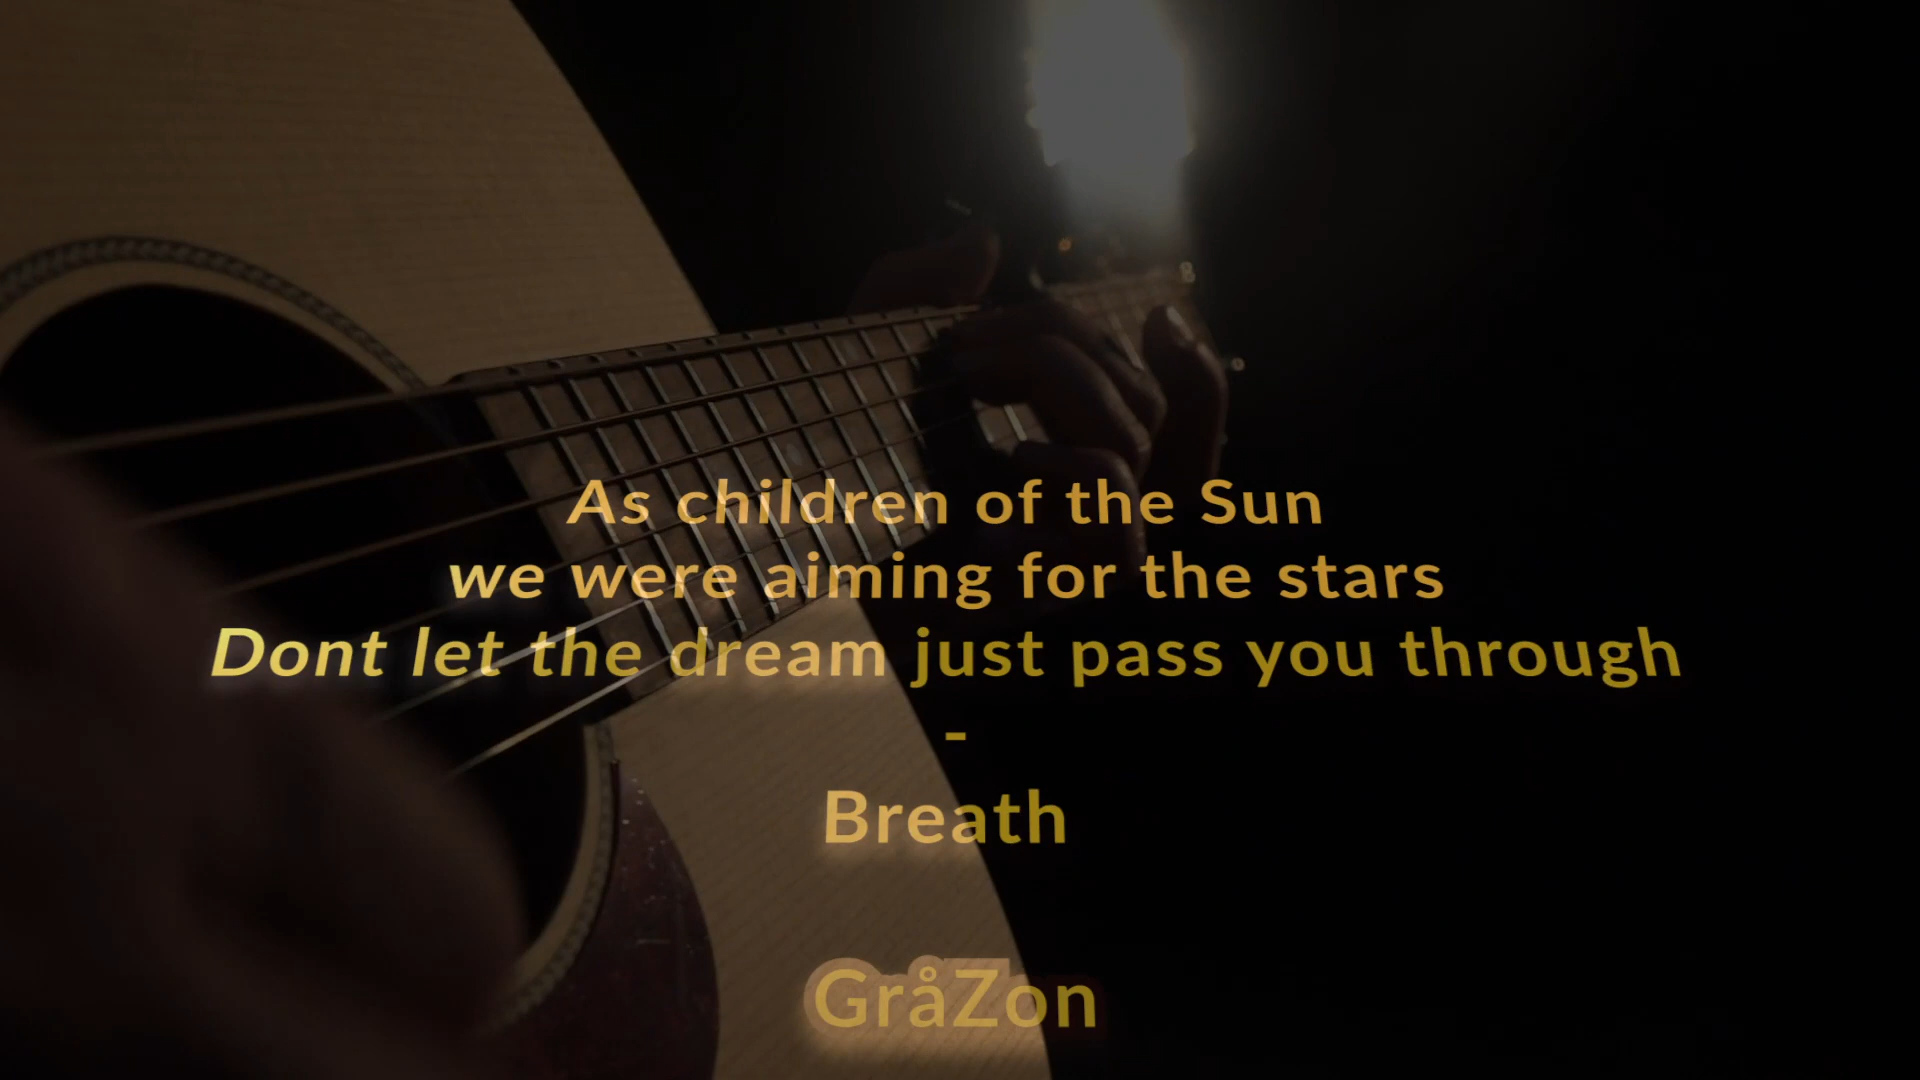 As children of the Sun
we were aiming for the stars
Dont let the dream just pass you through
-
Breath
GråZon